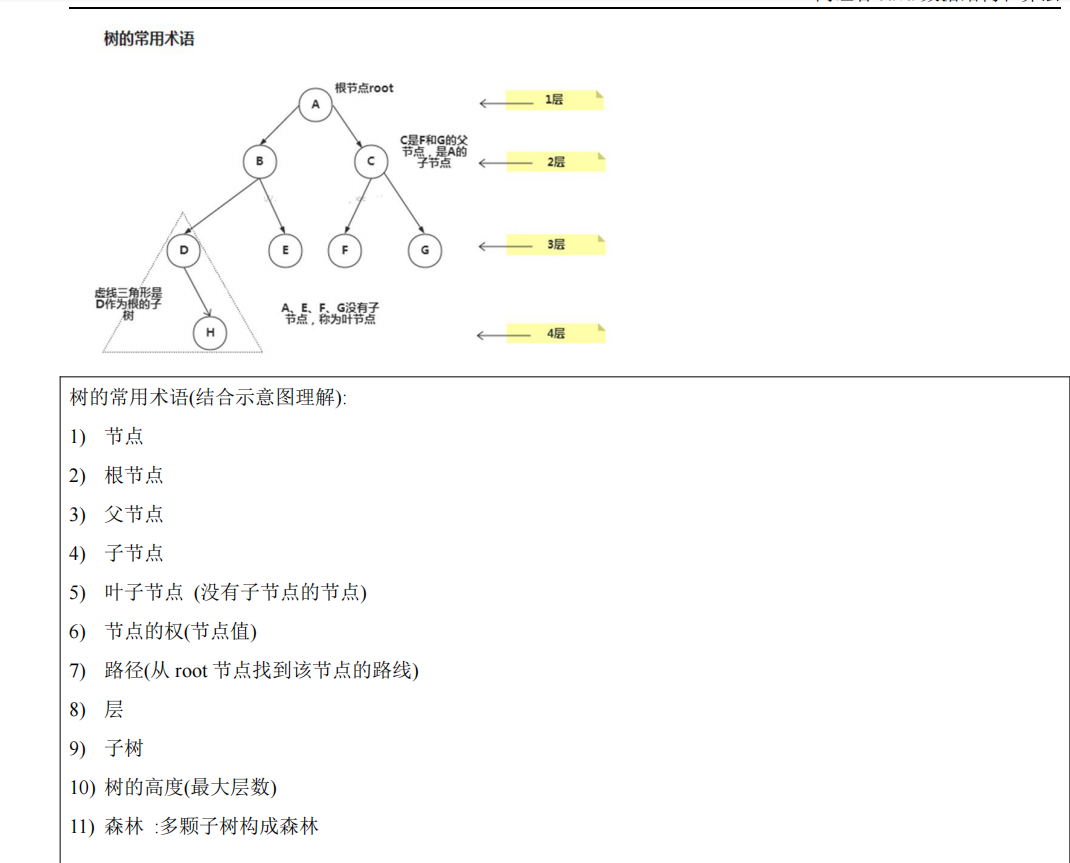 树的常用术语
根节点root
A
1层
C是F和G的父
节点，是A的
子节点
B
C
2层
D
E
F
G
3层
虚线三角形是
D作为根的子
树
A、E、F、G没有子
节点，称为叶节点
H
4层
树的常用术语(结合示意图理解):
1) 节点
2) 根节点
3) 父节点
4) 子节点
5) 叶子节点 (没有子节点的节点)
6) 节点的权(节点值)
7) 路径(从 root 节点找到该节点的路线)
8) 层
9) 子树
10) 树的高度(最大层数)
11) 森林 :多颗子树构成森林